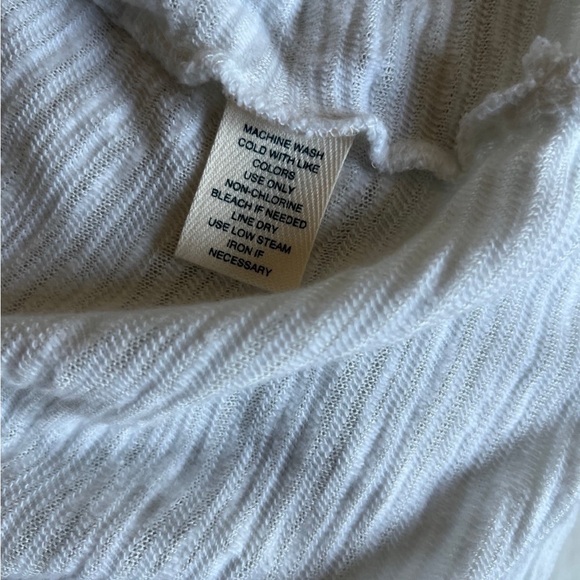 MACHINE WASH
COLD WITH LIKE
COLORS
USE ONLY
NON-CHLORINE
BLEACH IF NEEDED
LINE DRY
USE LOW STEAM
IRON IF
NECESSARY